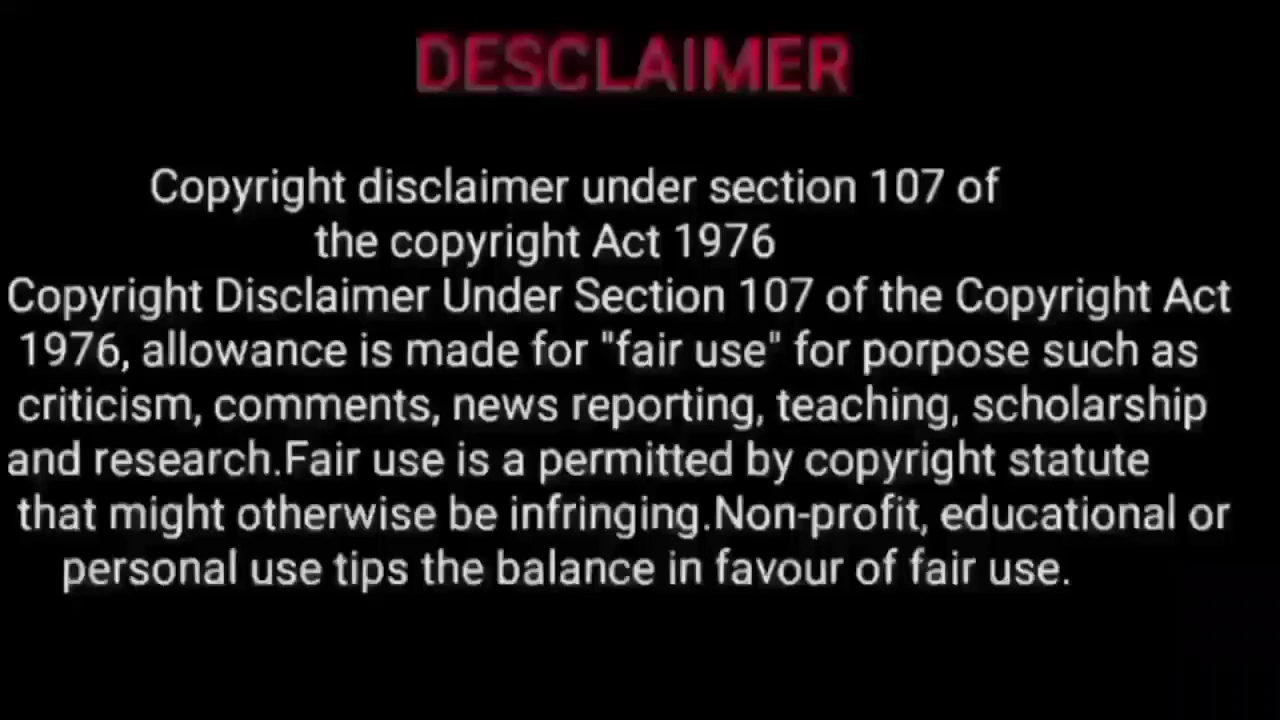 DESCLAIMER
Copyright disclaimer under section 107 of
the copyright Act 1976
Copyright Disclaimer Under Section 107 of the Copyright Act
1976, allowance is made for "fair use" for porpose such as
criticism, comments, news reporting, teaching, scholarship
and research.Fair use is a permitted by copyright statute
that might otherwise be infringing.Non-profit, educational or
personal use tips the balance in favour of fair use.